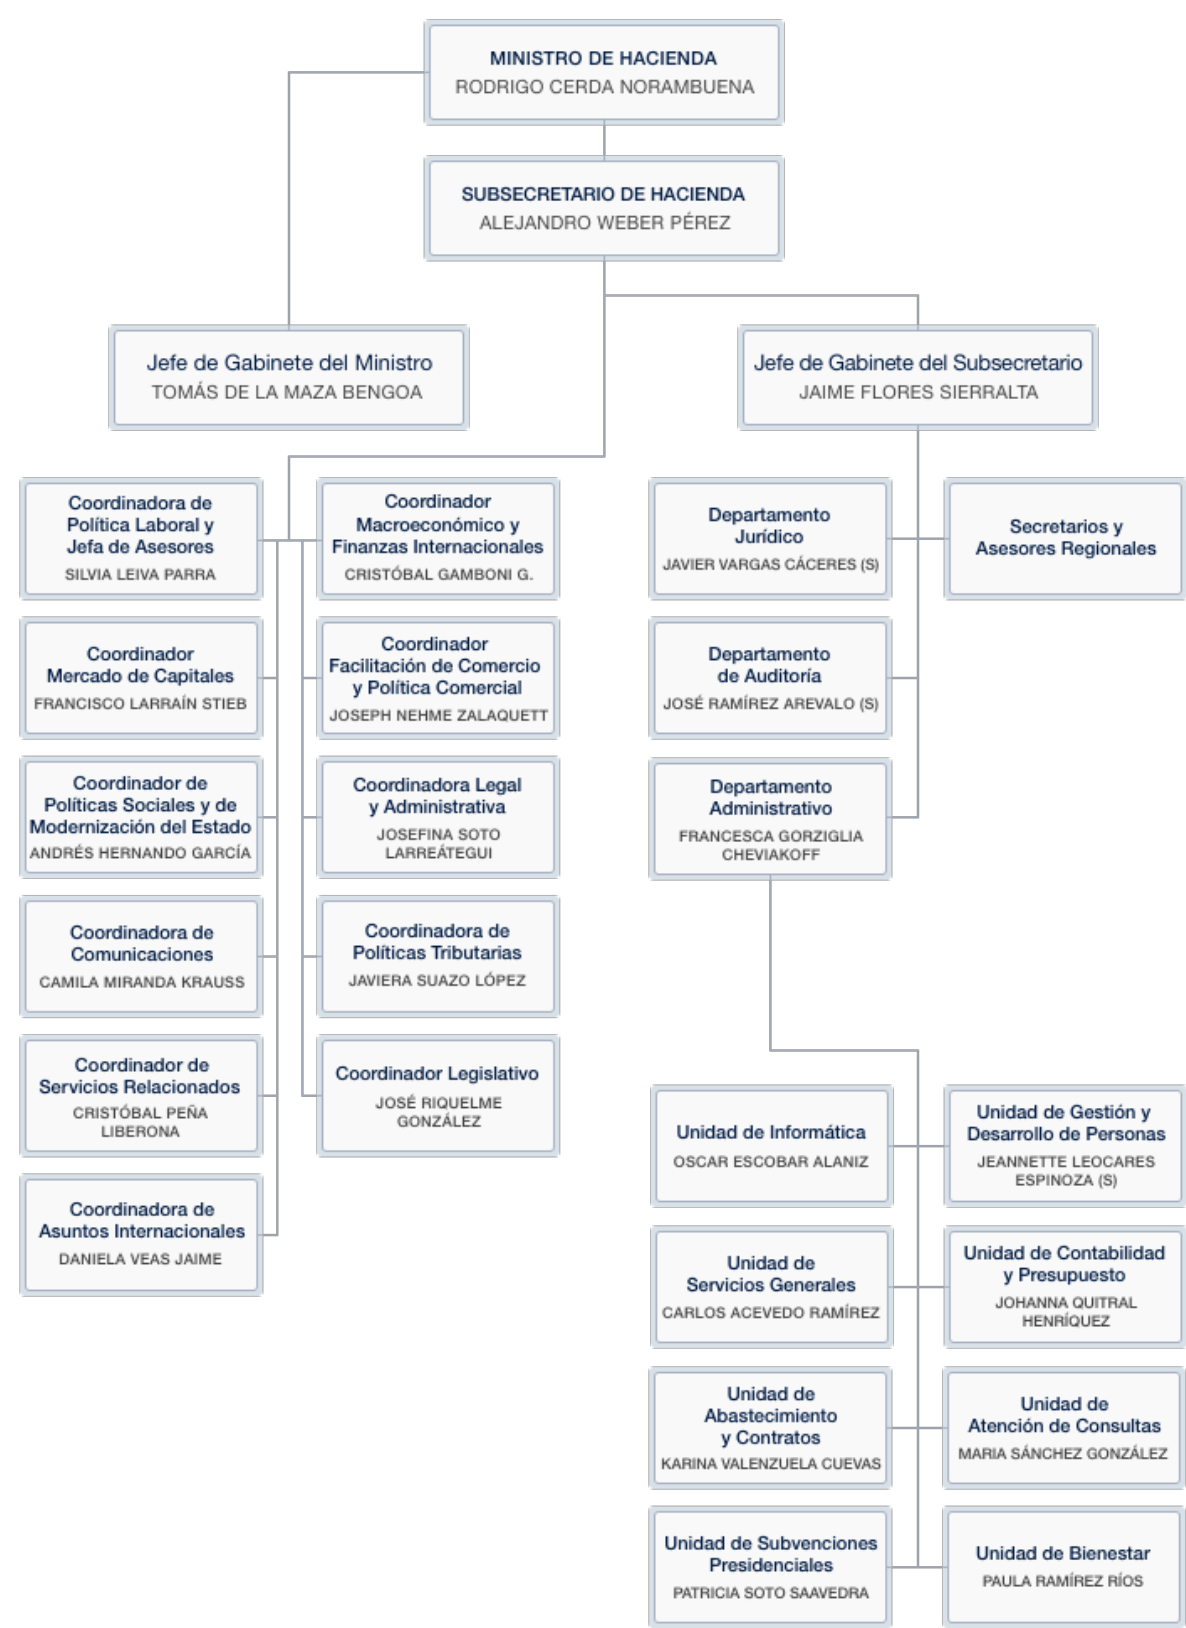 MINISTRO DE HACIENDA
RODRIGO CERDA NORAMBUENA
SUBSECRETARIO DE HACIENDA
ALEJANDRO WEBER PÉREZ
Jefe de Gabinete del Ministro
TOMÁS DE LA MAZA BENGOA
Jefe de Gabinete del Subsecretario
JAIME FLORES SIERRALTA
Coordinadora de
Política Laboral y
Jefa de Asesores
SILVIA LEIVA PARRA
Coordinador
Macroeconómico y
Finanzas Internacionales
CRISTÓBAL GAMBONI G.
Departamento
Jurídico
JAVIER VARGAS CÁCERES (S)
Secretarios y
Asesores Regionales
Coordinador
Mercado de Capitales
FRANCISCO LARRAÍN STIEB
Coordinador
Facilitación de Comercio
y Política Comercial
JOSEPH NEHME ZALAQUETT
Departamento
de Auditoría
JOSÉ RAMÍREZ AREVALO (S)
Coordinador de
Políticas Sociales y de
Modernización del Estado
ANDRÉS HERNANDO GARCÍA
Coordinadora Legal
y Administrativa
JOSEFINA SOTO
LARREÁTEGUI
Departamento
Administrativo
FRANCESCA GORZIGLIA
CHEVIAKOFF
Coordinadora de
Comunicaciones
CAMILA MIRANDA KRAUSS
Coordinadora de
Políticas Tributarias
JAVIERA SUAZO LÓPEZ
Coordinador de
Servicios Relacionados
CRISTÓBAL PEÑA
LIBERONA
Coordinador Legislativo
JOSÉ RIQUELME
GONZÁLEZ
Coordinadora de
Asuntos Internacionales
DANIELA VEAS JAIME
Unidad de Informática
OSCAR ESCOBAR ALANIZ
Unidad de Gestión y
Desarrollo de Personas
JEANNETTE LEOCARES
ESPINOZA (S)
Unidad de
Servicios Generales
CARLOS ACEVEDO RAMÍREZ
Unidad de Contabilidad
y Presupuesto
JOHANNA QUITRAL
HENRÍQUEZ
Unidad de
Abastecimiento
y Contratos
KARINA VALENZUELA CUEVAS
Unidad de
Atención de Consultas
MARIA SÁNCHEZ GONZÁLEZ
Unidad de Subvenciones
Presidenciales
PATRICIA SOTO SAAVEDRA
Unidad de Bienestar
PAULA RAMÍREZ RÍOS